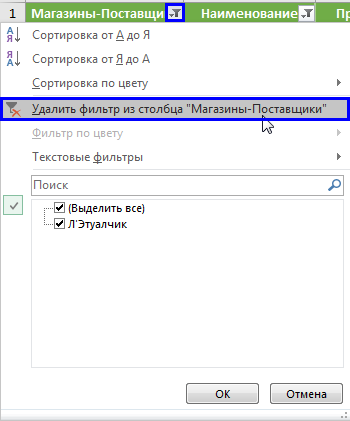 1 Магазины-Поставщи Наименование Пр
Сортировка от А до Я
Сортировка от Я до А
Сортировка по цвету
Удалить фильтр из столбца "Магазины-Поставщики"
Фильтр по цвету
Текстовые фильтры
Поиск
(Выделить все)
Л'Этуалчик
ОК Отмена